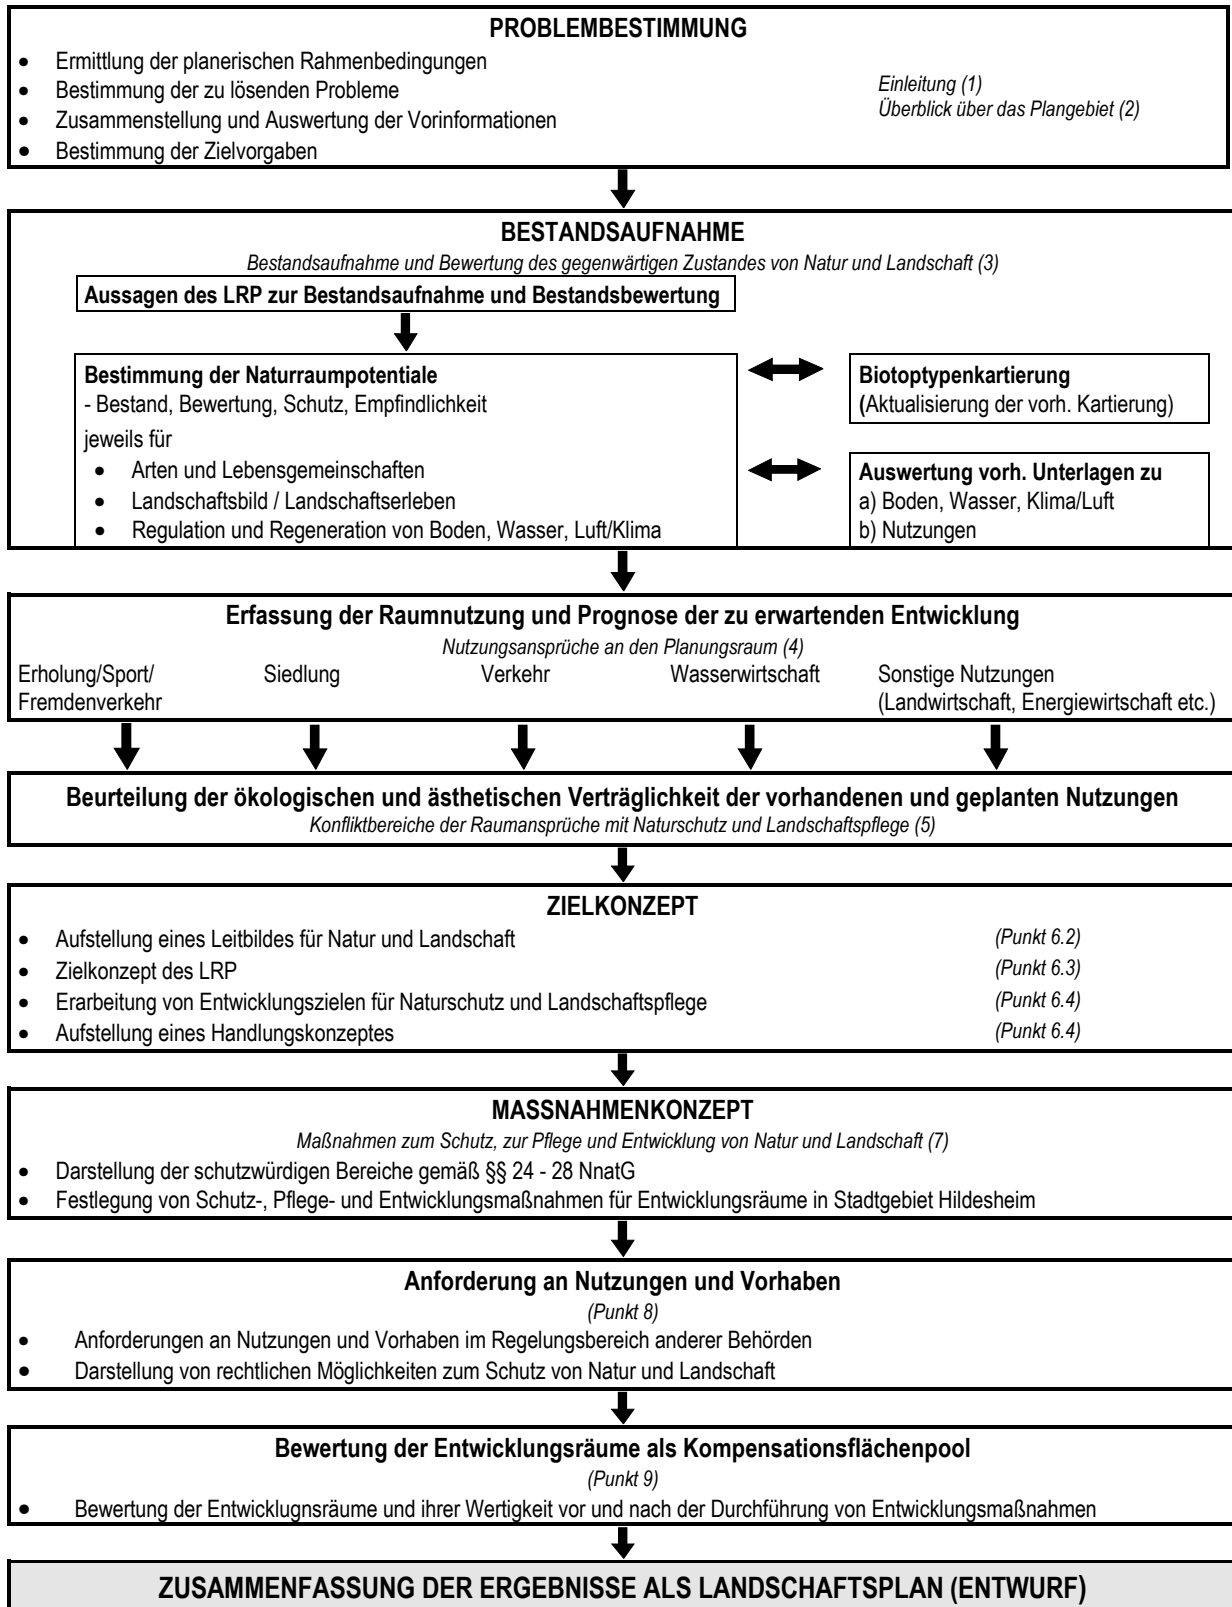 PROBLEMBESTIMMUNG
• Ermittlung der planerischen Rahmenbedingungen
• Bestimmung der zu lösenden Probleme
• Zusammenstellung und Auswertung der Vorinformationen
• Bestimmung der Zielvorgaben
Einleitung (1)
Überblick über das Plangebiet (2)
BESTANDSAUFNAHME
Bestandsaufnahme und Bewertung des gegenwärtigen Zustandes von Natur und Landschaft (3)
Aussagen des LRP zur Bestandsaufnahme und Bestandsbewertung
Bestimmung der Naturraumpotentiale
- Bestand, Bewertung, Schutz, Empfindlichkeit
jeweils für
• Arten und Lebensgemeinschaften
• Landschaftsbild / Landschaftserleben
• Regulation und Regeneration von Boden, Wasser, Luft/Klima
Biotoptypenkartierung
(Aktualisierung der vorh. Kartierung)
Auswertung vorh. Unterlagen zu
a) Boden, Wasser, Klima/Luft
b) Nutzungen
Erfassung der Raumnutzung und Prognose der zu erwartenden Entwicklung
Nutzungsansprüche an den Planungsraum (4)
Erholung/Sport/
Fremdenverkehr
Siedlung
Verkehr
Wasserwirtschaft
Sonstige Nutzungen
(Landwirtschaft, Energiewirtschaft etc.)
Beurteilung der ökologischen und ästhetischen Verträglichkeit der vorhandenen und geplanten Nutzungen
Konfliktbereiche der Raumansprüche mit Naturschutz und Landschaftspflege (5)
ZIELKONZEPT
• Aufstellung eines Leitbildes für Natur und Landschaft (Punkt 6.2)
• Zielkonzept des LRP (Punkt 6.3)
• Erarbeitung von Entwicklungszielen für Naturschutz und Landschaftspflege (Punkt 6.4)
• Aufstellung eines Handlungskonzeptes (Punkt 6.4)
MASSNAHMENKONZEPT
Maßnahmen zum Schutz, zur Pflege und Entwicklung von Natur und Landschaft (7)
• Darstellung der schutzwürdigen Bereiche gemäß §§ 24 - 28 NnatG
• Festlegung von Schutz-, Pflege- und Entwicklungsmaßnahmen für Entwicklungsräume in Stadtgebiet Hildesheim
Anforderung an Nutzungen und Vorhaben
(Punkt 8)
• Anforderungen an Nutzungen und Vorhaben im Regelungsbereich anderer Behörden
• Darstellung von rechtlichen Möglichkeiten zum Schutz von Natur und Landschaft
Bewertung der Entwicklungsräume als Kompensationsflächenpool
(Punkt 9)
• Bewertung der Entwicklugnsräume und ihrer Wertigkeit vor und nach der Durchführung von Entwicklungsmaßnahmen
ZUSAMMENFASSUNG DER ERGEBNISSE ALS LANDSCHAFTSPLAN (ENTWURF)